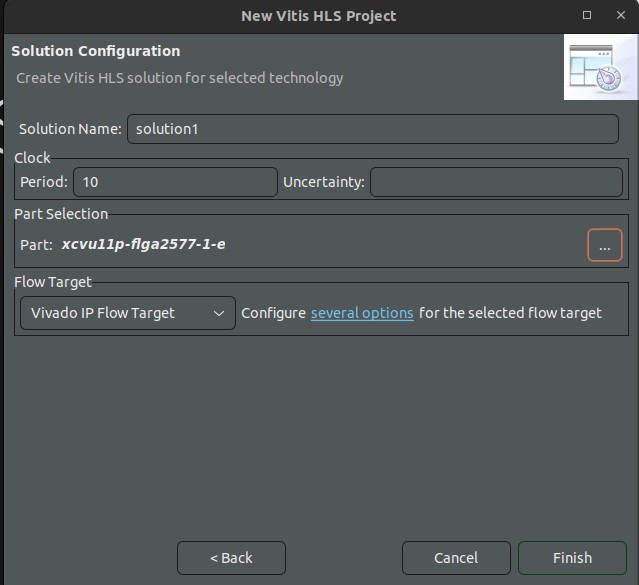 New Vitis HLS Project
Solution Configuration
Create Vitis HLS solution for selected technology
Solution Name: solution1
Clock
Period: 10 Uncertainty:
Part Selection
Part: xcvu11p-flga2577-1-e ...
Flow Target
Vivado IP Flow Target Configure several options for the selected flow target
< Back Cancel Finish